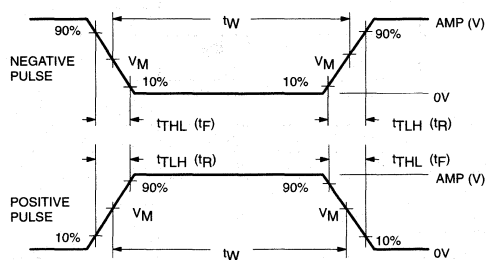 90% tW 90% AMP (V)
NEGATIVE PULSE VM VM
10% 10%
0V
tTHL (tF) tTLH (tR)
tTLH (tR) tTHL (tF)
AMP (V)
POSITIVE PULSE 90% 90%
VM VM
10% tW 10% 0V